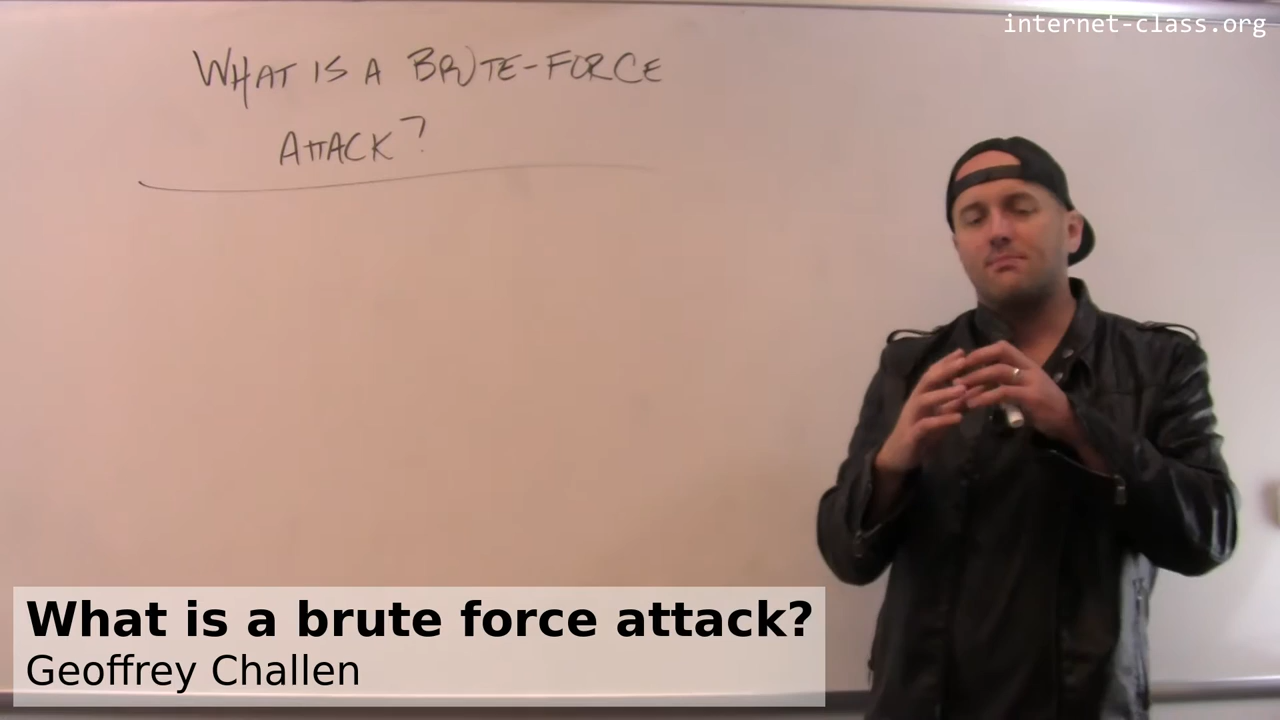 internet-class.org
WHAT IS A BRUTE-FORCE
ATTACK?
What is a brute force attack?
Geoffrey Challen